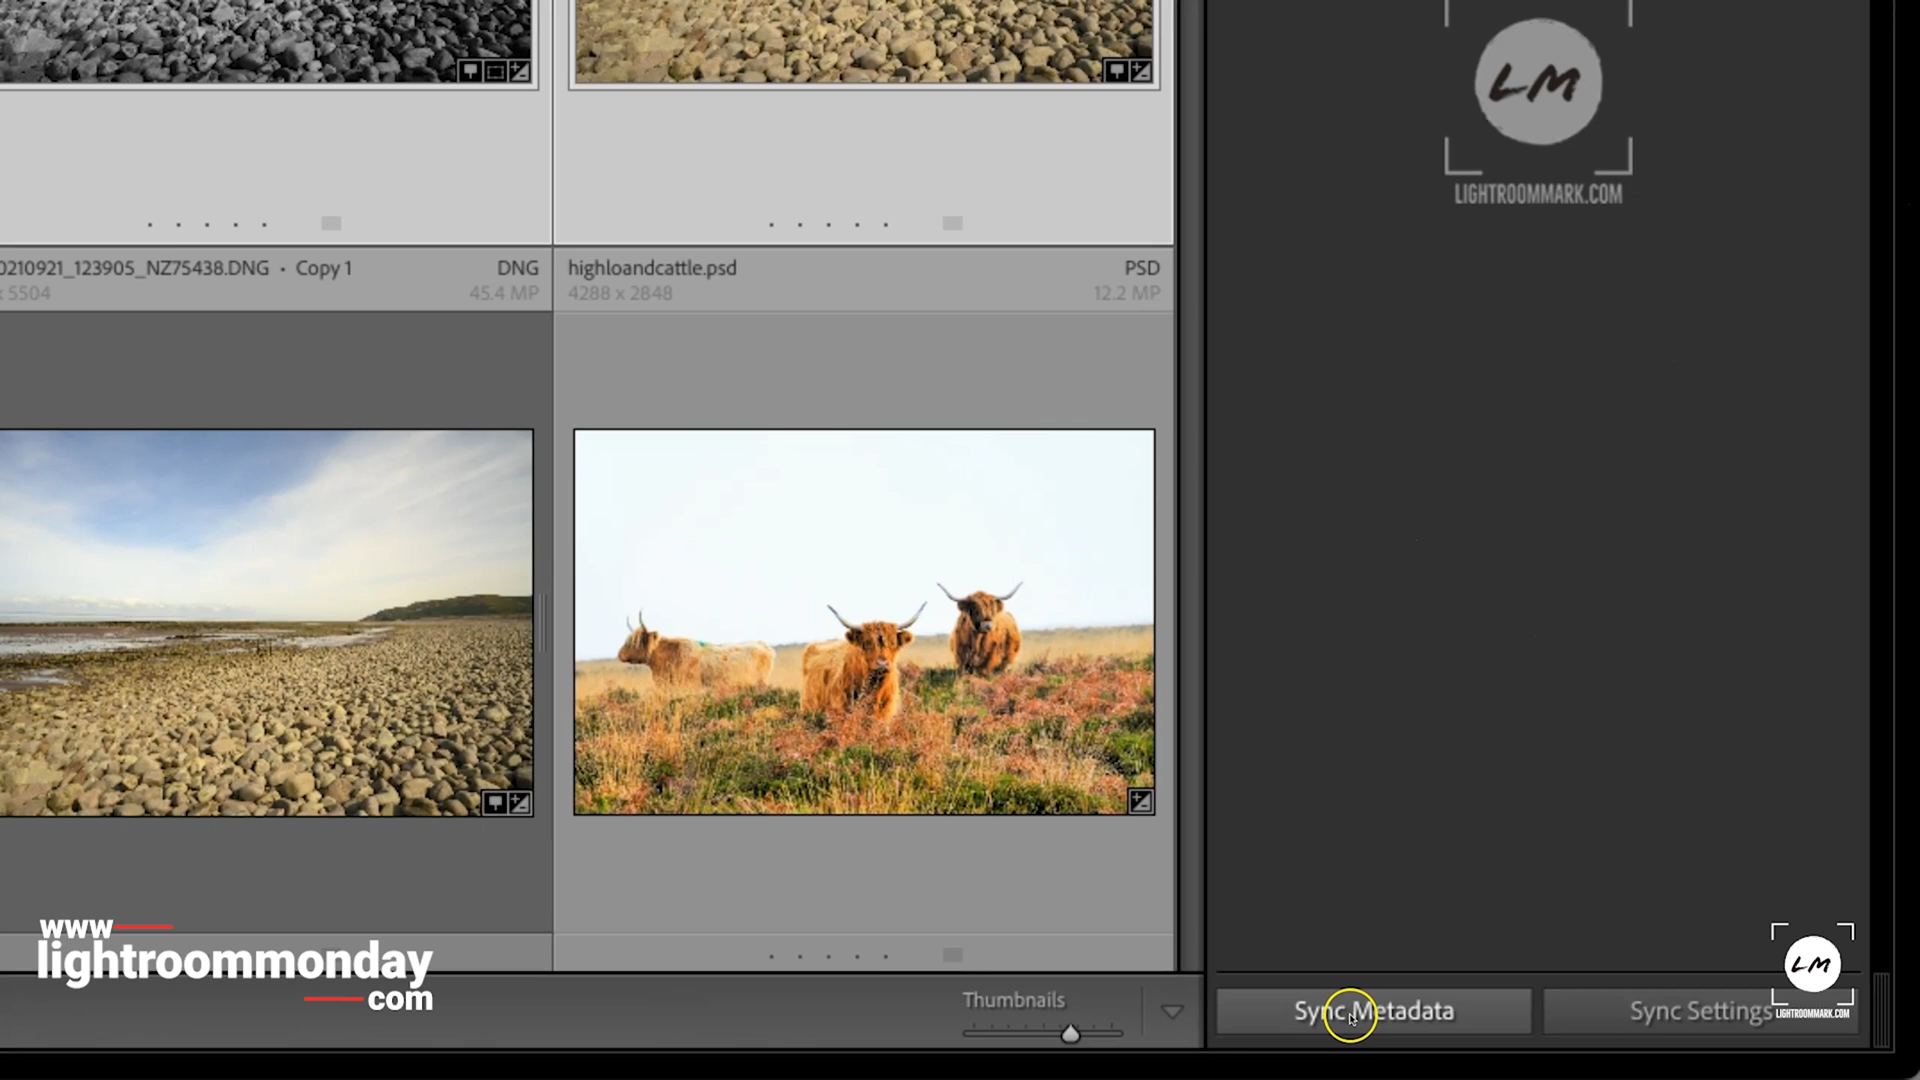 LM
LIGHTROOMMARK.COM
0210921_123905_NZ75438.DNG • Copy 1 DNG
x 5504 45.4 MP
highloandcattle.psd PSD
4288 x 2848 12.2 MP
www
lightroommonday
com
Thumbnails
Sync Metadata
Sync Settings
LM
LIGHTROOMMARK.COM